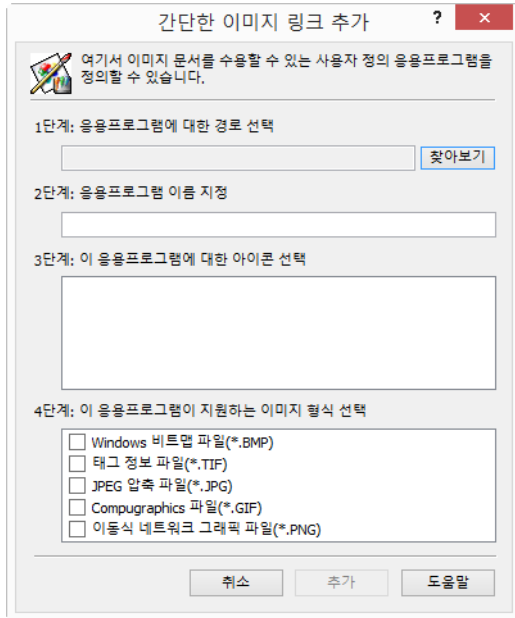 간단한 이미지 링크 추가
?
×
여기서 이미지 문서를 수용할 수 있는 사용자 정의 응용프로그램을
정의할 수 있습니다.
1단계: 응용프로그램에 대한 경로 선택
찾아보기
2단계: 응용프로그램 이름 지정
3단계: 이 응용프로그램에 대한 아이콘 선택
4단계: 이 응용프로그램이 지원하는 이미지 형식 선택
Windows 비트맵 파일(*.BMP)
태그 정보 파일(*.TIF)
JPEG 압축 파일(*.JPG)
Compugraphics 파일(*.GIF)
이동식 네트워크 그래픽 파일(*.PNG)
취소 추가 도움말